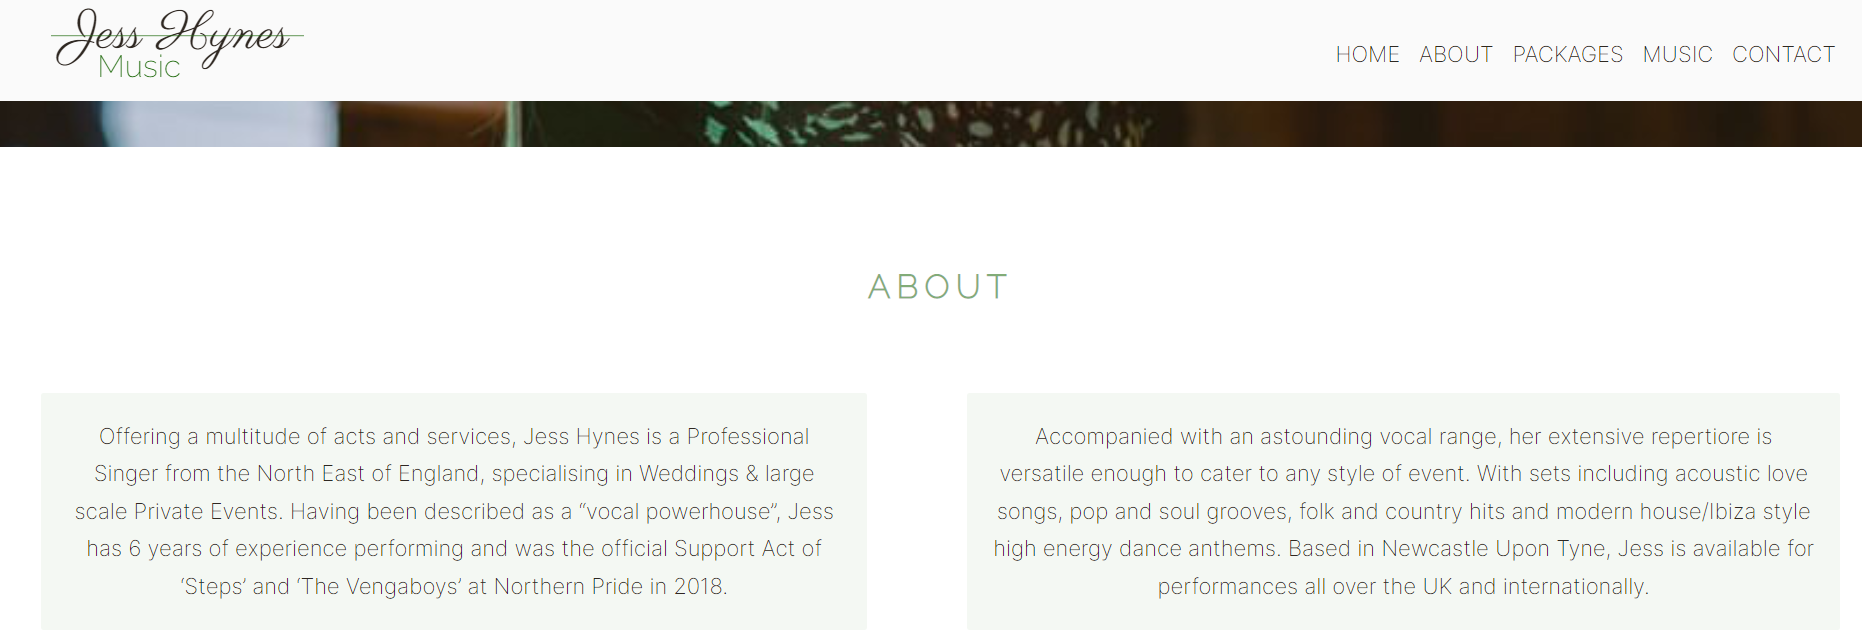 Jess Hynes
Music
HOME ABOUT PACKAGES MUSIC CONTACT
ABOUT
Offering a multitude of acts and services, Jess Hynes is a Professional
Singer from the North East of England, specialising in Weddings & large
scale Private Events. Having been described as a “vocal powerhouse”, Jess
has 6 years of experience performing and was the official Support Act of
‘Steps’ and ‘The Vengaboys’ at Northern Pride in 2018.
Accompanied with an astounding vocal range, her extensive repertiore is
versatile enough to cater to any style of event. With sets including acoustic love
songs, pop and soul grooves, folk and country hits and modern house/Ibiza style
high energy dance anthems. Based in Newcastle Upon Tyne, Jess is available for
performances all over the UK and internationally.